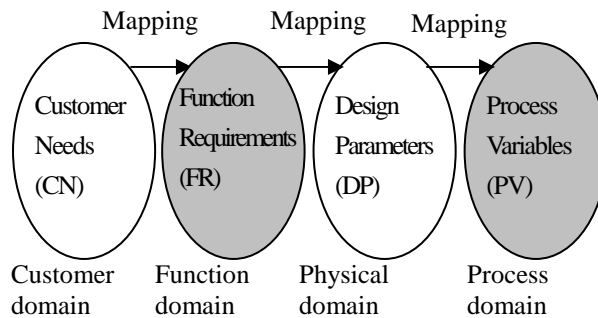 Mapping
Mapping
Mapping
Customer
Needs
(CN)
Function
Requirements
(FR)
Design
Parameters
(DP)
Process
Variables
(PV)
Customer
domain
Function
domain
Physical
domain
Process
domain